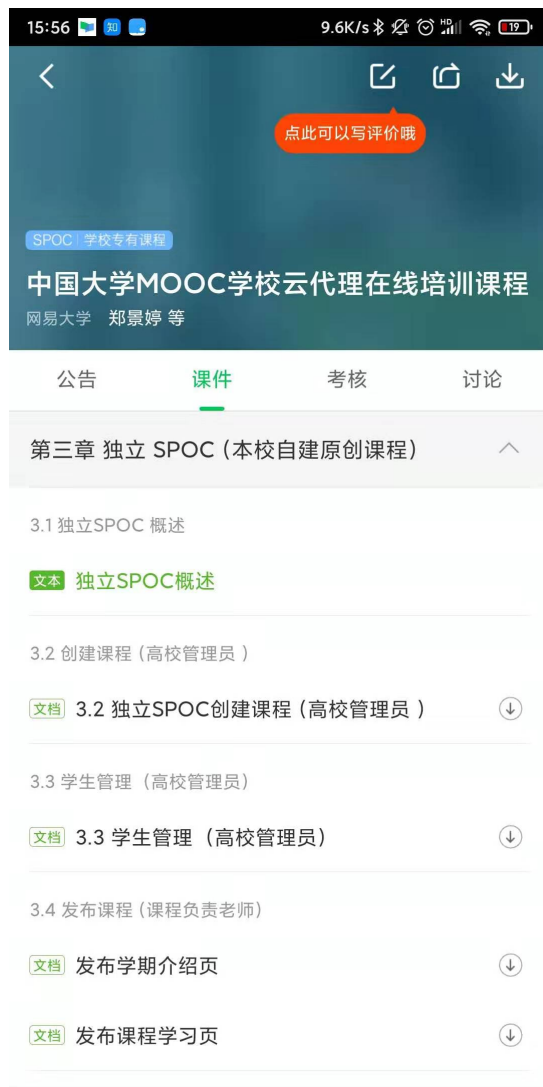 15:56 知 9.6K/s HD 19
点此可以写评价哦
SPOC 学校专有课程
中国大学MOOC学校云代理在线培训课程
网易大学 郑景婷 等
公告 课件 考核 讨论
第三章 独立 SPOC (本校自建原创课程)
3.1 独立SPOC 概述
文本 独立SPOC概述
3.2 创建课程 (高校管理员 )
文档 3.2 独立SPOC创建课程 (高校管理员 )
3.3 学生管理（高校管理员）
文档 3.3 学生管理（高校管理员）
3.4 发布课程 (课程负责老师)
文档 发布学期介绍页
文档 发布课程学习页